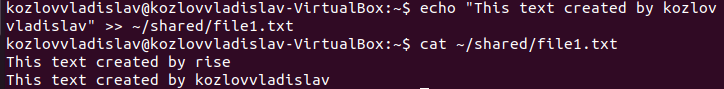 kozlovvladislav@kozlovvladislav-VirtualBox:~$ echo "This text created by kozlov
vladislav" >> ~/shared/file1.txt
kozlovvladislav@kozlovvladislav-VirtualBox:~$ cat ~/shared/file1.txt
This text created by rise
This text created by kozlovvladislav